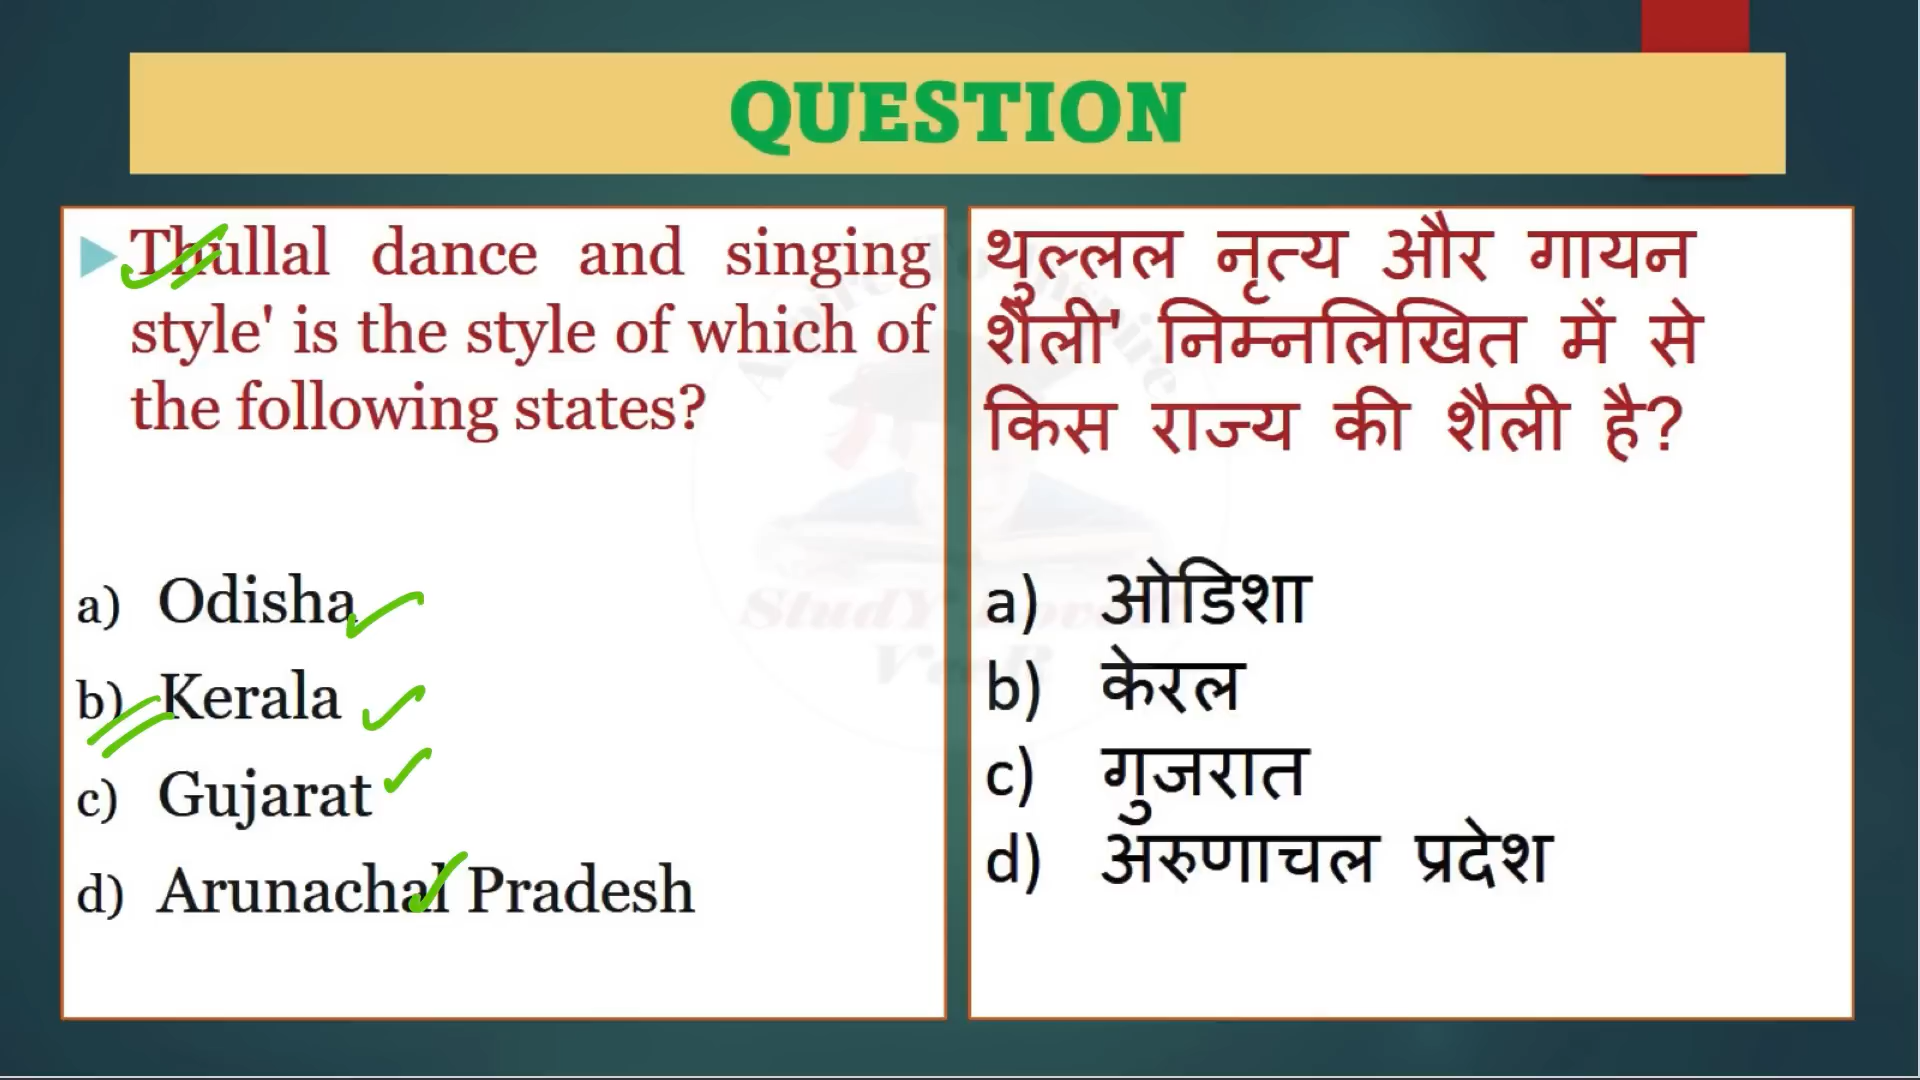 QUESTION
Thullal dance and singing
style' is the style of which of
the following states?
a) Odisha
b) Kerala
c) Gujarat
d) Arunachal Pradesh
थुल्लल नृत्य और गायन
शैली' निम्नलिखित में से
किस राज्य की शैली है?
a) ओडिशा
b) केरल
c) गुजरात
d) अरुणाचल प्रदेश